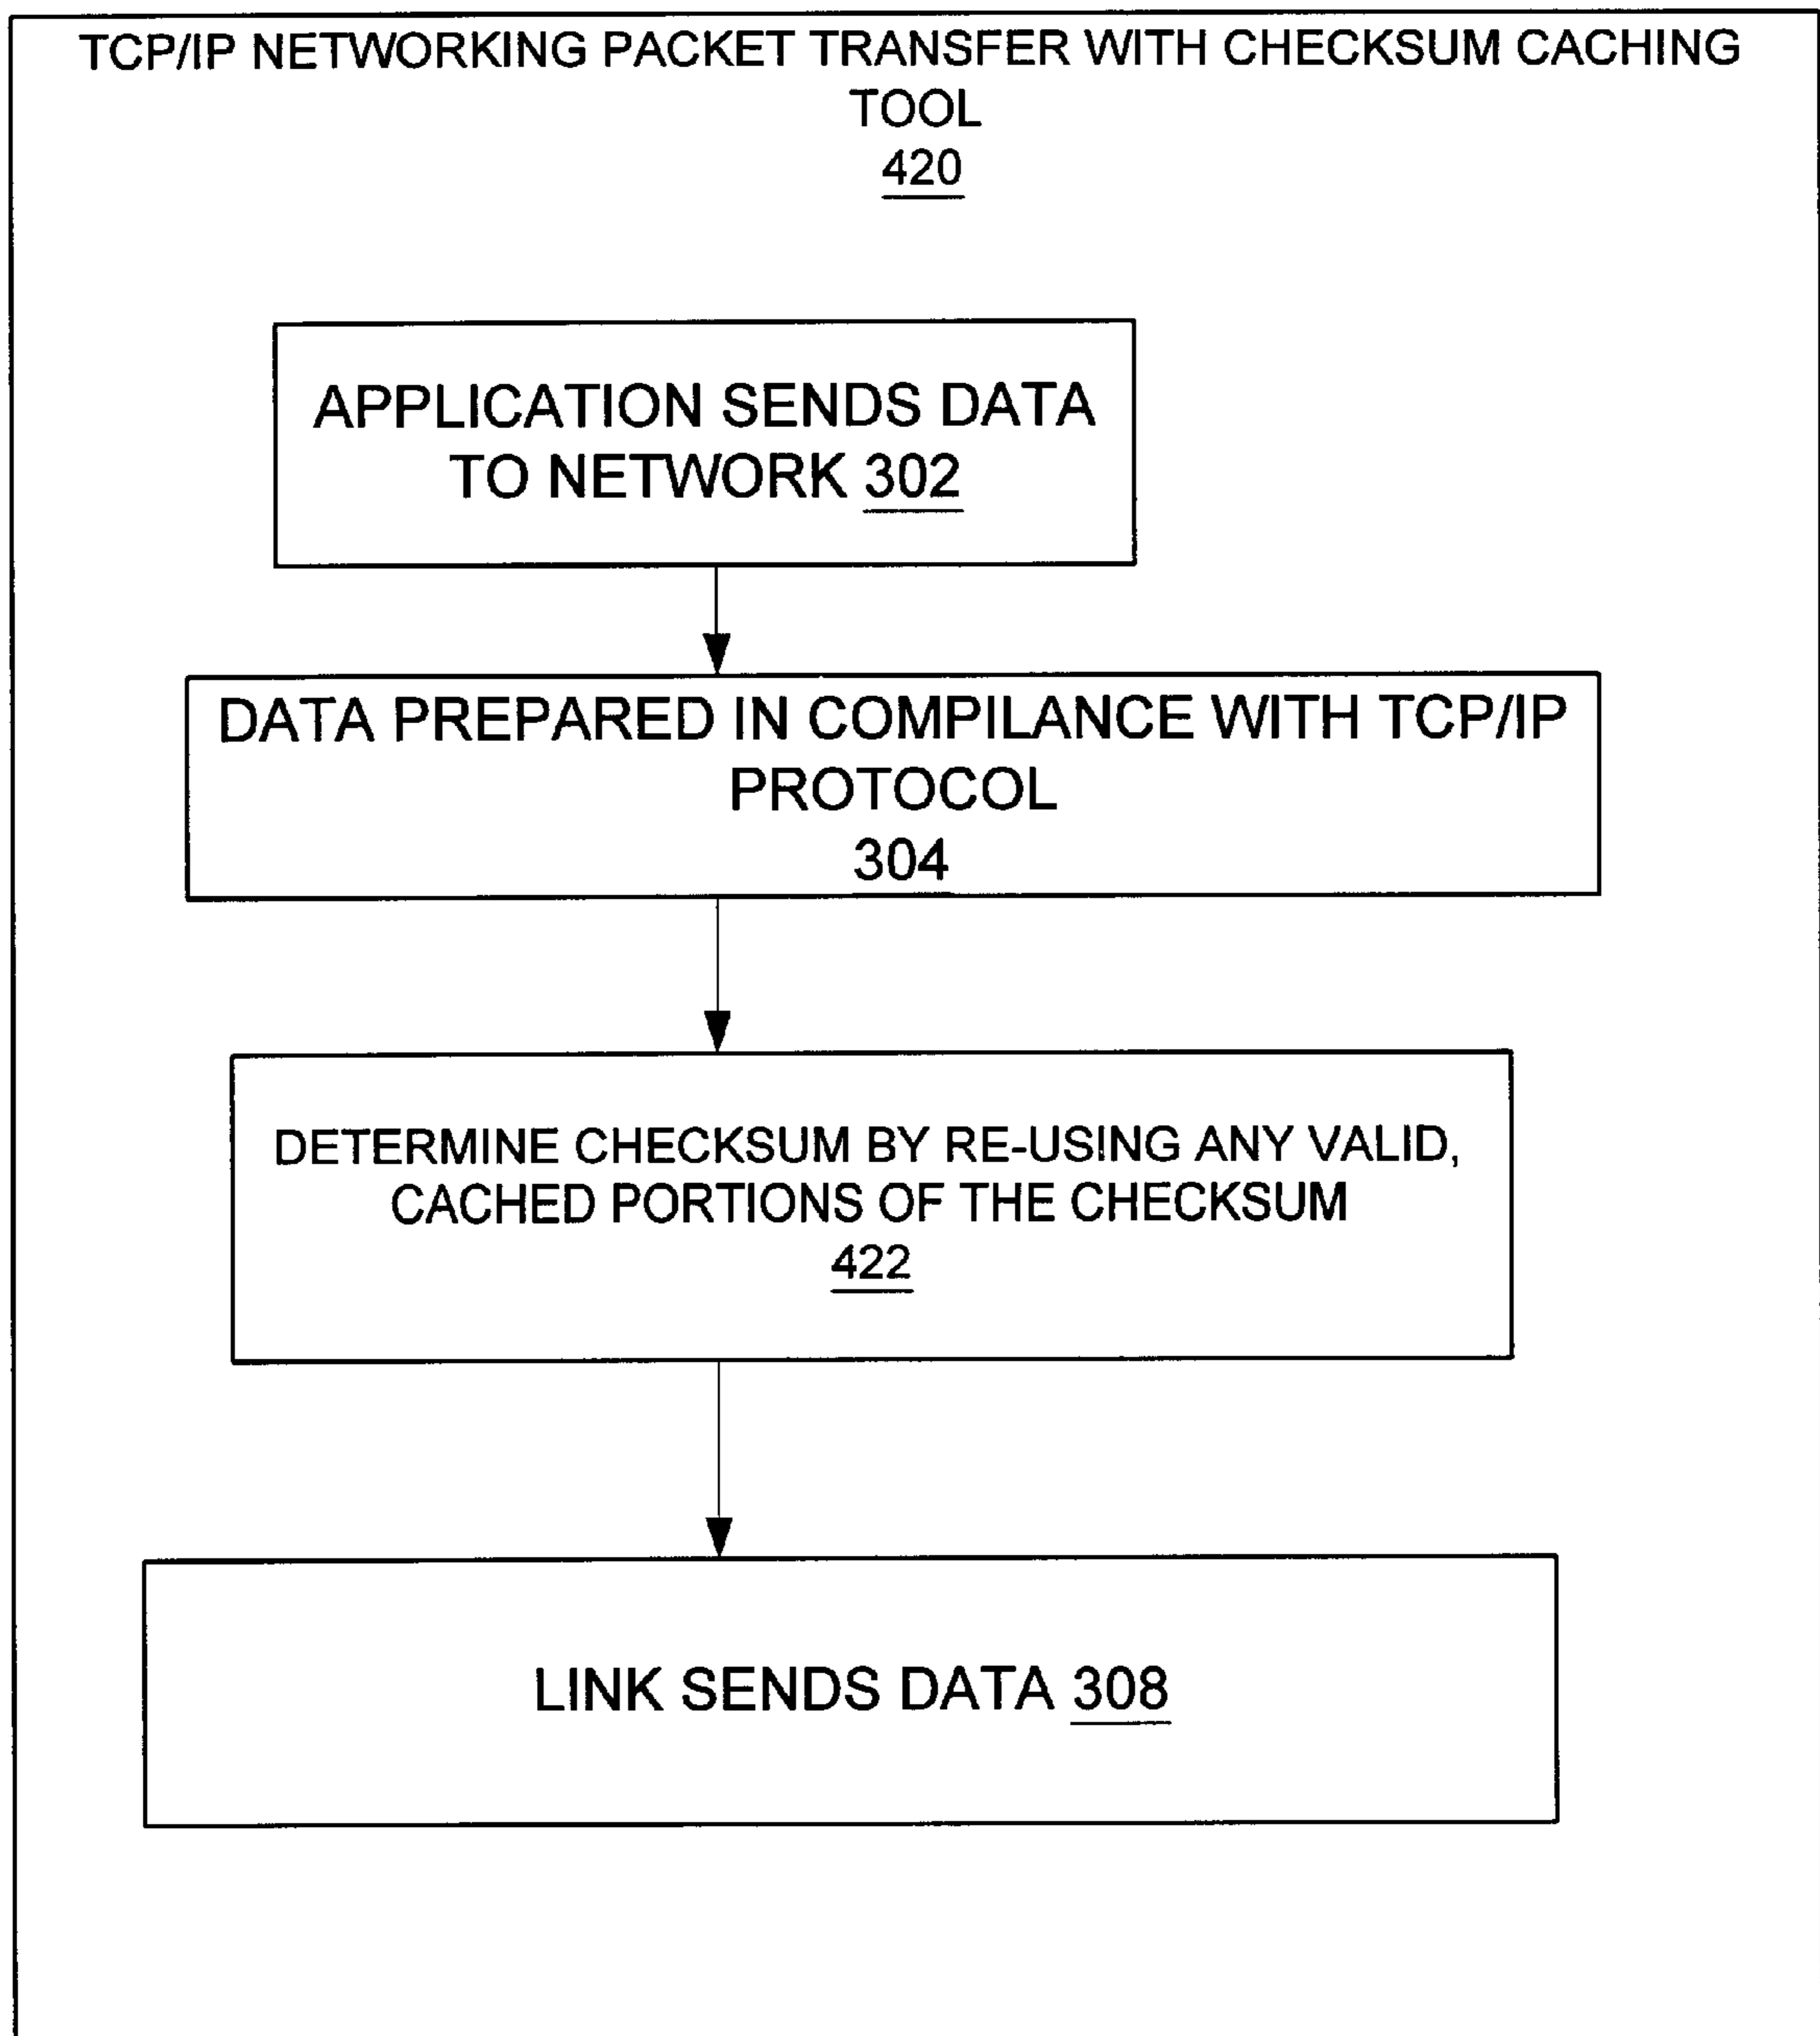 TCP/IP NETWORKING PACKET TRANSFER WITH CHECKSUM CACHING
TOOL
420
APPLICATION SENDS DATA
TO NETWORK 302
DATA PREPARED IN COMPILANCE WITH TCP/IP
PROTOCOL
304
DETERMINE CHECKSUM BY RE-USING ANY VALID,
CACHED PORTIONS OF THE CHECKSUM
422
LINK SENDS DATA 308